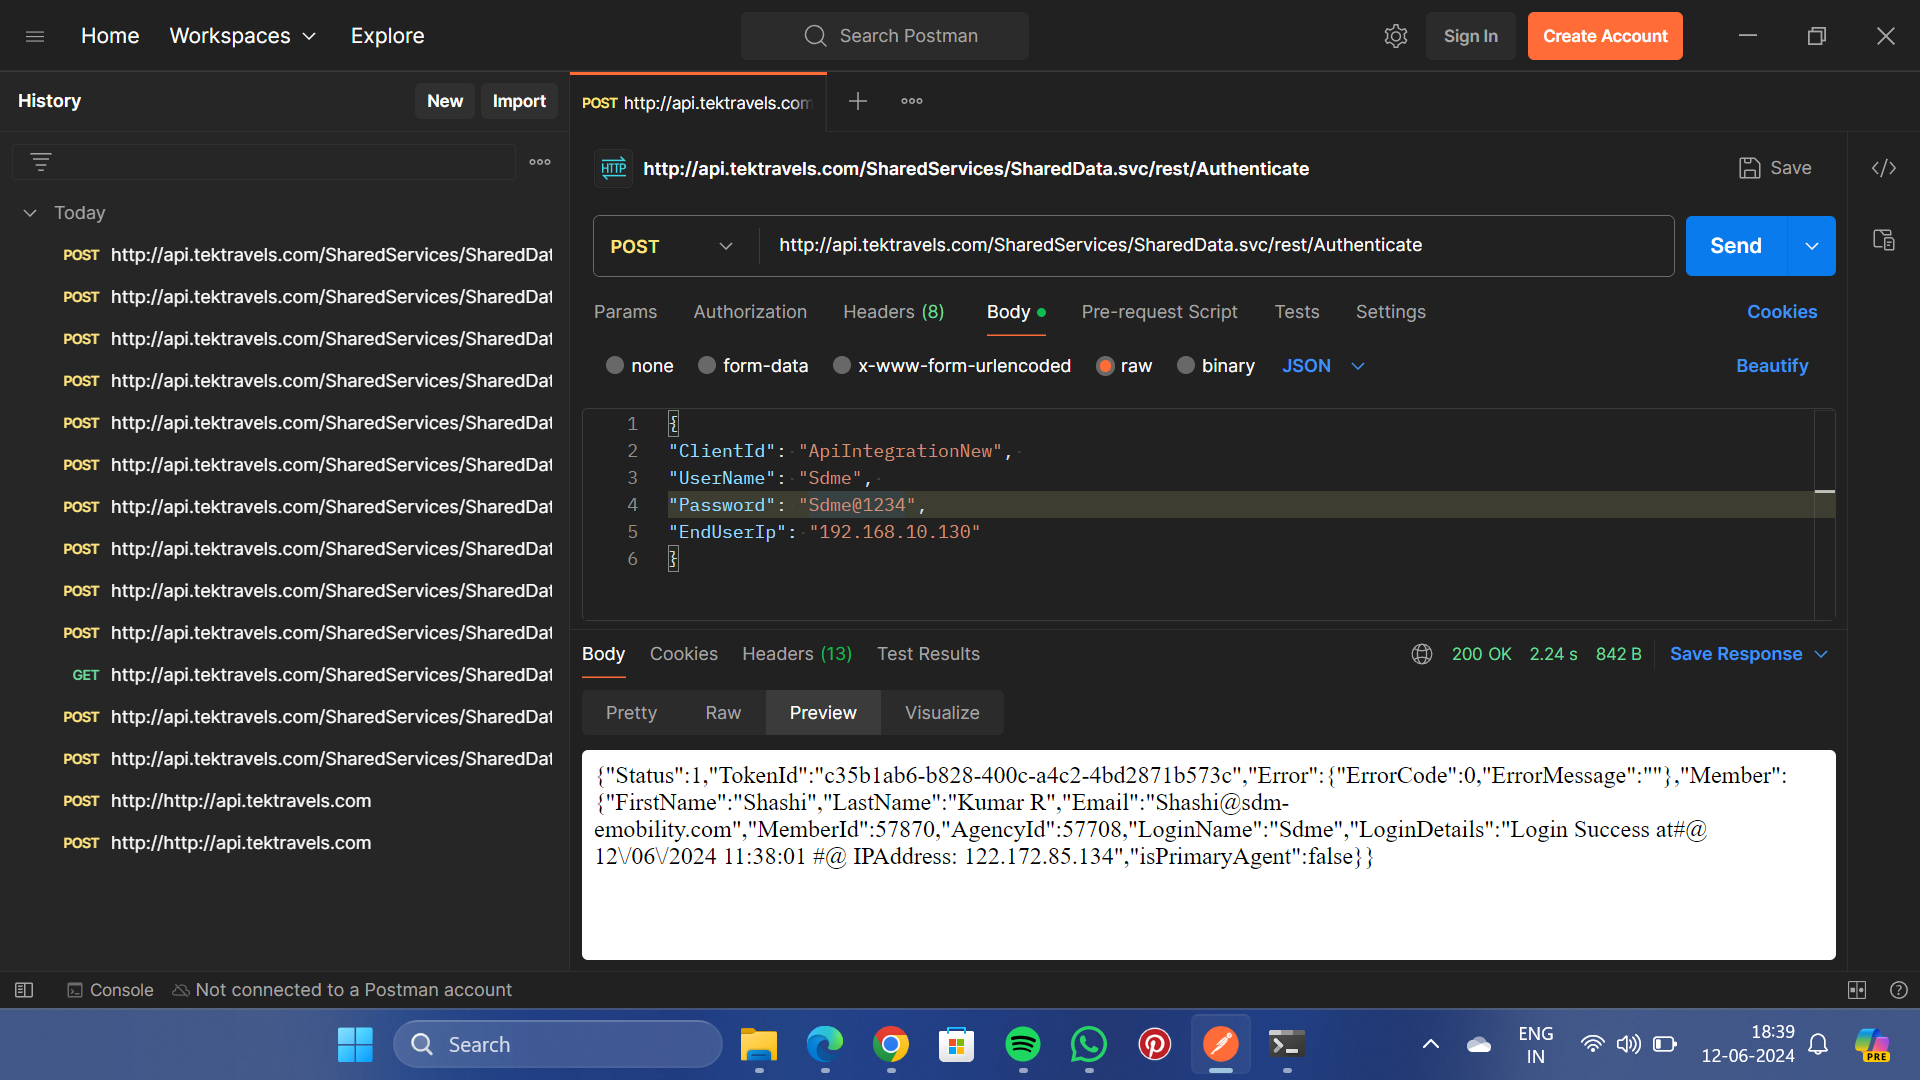 Home
Workspaces
Explore
Search Postman
Sign In
Create Account
History
New
Import
POST http://api.tektravels.com
http://api.tektravels.com/SharedServices/SharedData.svc/rest/Authenticate
Save
Today
POST http://api.tektravels.com/SharedServices/SharedDat
POST http://api.tektravels.com/SharedServices/SharedDat
POST http://api.tektravels.com/SharedServices/SharedDat
POST http://api.tektravels.com/SharedServices/SharedDat
POST http://api.tektravels.com/SharedServices/SharedDat
POST http://api.tektravels.com/SharedServices/SharedDat
POST http://api.tektravels.com/SharedServices/SharedDat
POST http://api.tektravels.com/SharedServices/SharedDat
POST http://api.tektravels.com/SharedServices/SharedDat
POST http://api.tektravels.com/SharedServices/SharedDat
GET http://api.tektravels.com/SharedServices/SharedDat
POST http://api.tektravels.com/SharedServices/SharedDat
POST http://api.tektravels.com/SharedServices/SharedDat
POST http://http://api.tektravels.com
POST http://http://api.tektravels.com
HTTP
POST
http://api.tektravels.com/SharedServices/SharedData.svc/rest/Authenticate
Send
Params
Authorization
Headers (8)
Body
Pre-request Script
Tests
Settings
Cookies
none
form-data
x-www-form-urlencoded
raw
binary
JSON
Beautify
1 {
2 "ClientId": "ApiIntegrationNew",
3 "UserName": "Sdme",
4 "Password": "Sdme@1234",
5 "EndUserIp": "192.168.10.130"
6 }
Body
Cookies
Headers (13)
Test Results
200 OK
2.24 s
842 B
Save Response
Pretty
Raw
Preview
Visualize
{"Status":1,"TokenId":"c35b1ab6-b828-400c-a4c2-4bd2871b573c","Error":{"ErrorCode":0,"ErrorMessage":""},"Member":
{"FirstName":"Shashi","LastName":"Kumar R","Email":"Shashi@sdm-
emobility.com","MemberId":57870,"AgencyId":57708,"LoginName":"Sdme","LoginDetails":"Login Success at#@
12\/06\/2024 11:38:01 #@ IPAddress: 122.172.85.134","isPrimaryAgent":false}}
Console
Not connected to a Postman account
Search
ENG
IN
18:39
12-06-2024
PRE